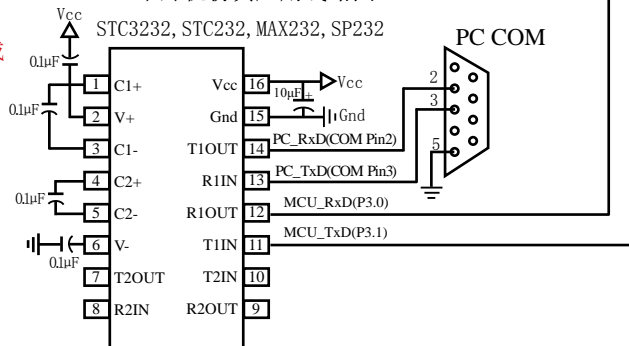 Vcc
STC3232, STC232, MAX232, SP232
PC COM
0.1μF
0.1μF
0.1μF
0.1μF
1 C1+
2 V+
3 C1-
4 C2+
5 C2-
6 V-
7 T2OUT
8 R2IN
Vcc 16
Gnd 15
T1OUT 14
R1IN 13
R1OUT 12
T1IN 11
T2IN 10
R2OUT 9
Vcc
10μF +
Gnd
PC_RxD(COM Pin2)
PC_TxD(COM Pin3)
MCU_RxD(P3.0)
MCU_TxD(P3.1)
2
3
5